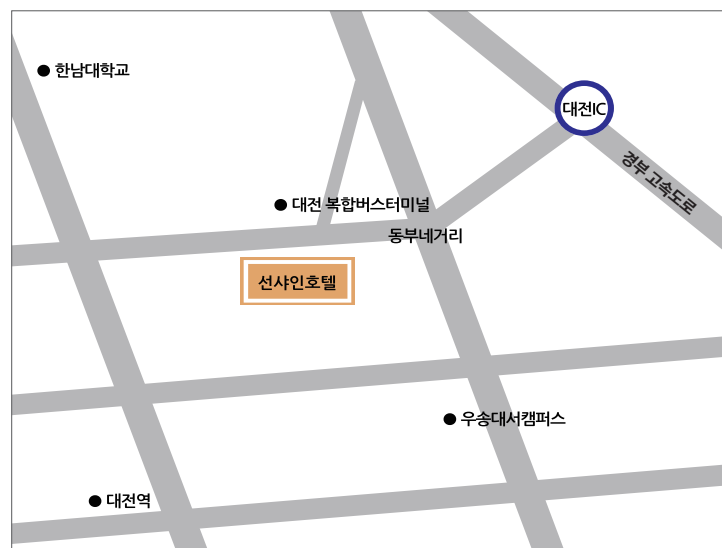 한남대학교
대전IC
경부 고속도로
대전 복합버스터미널
동부네거리
선샤인호텔
우송대서캠퍼스
대전역